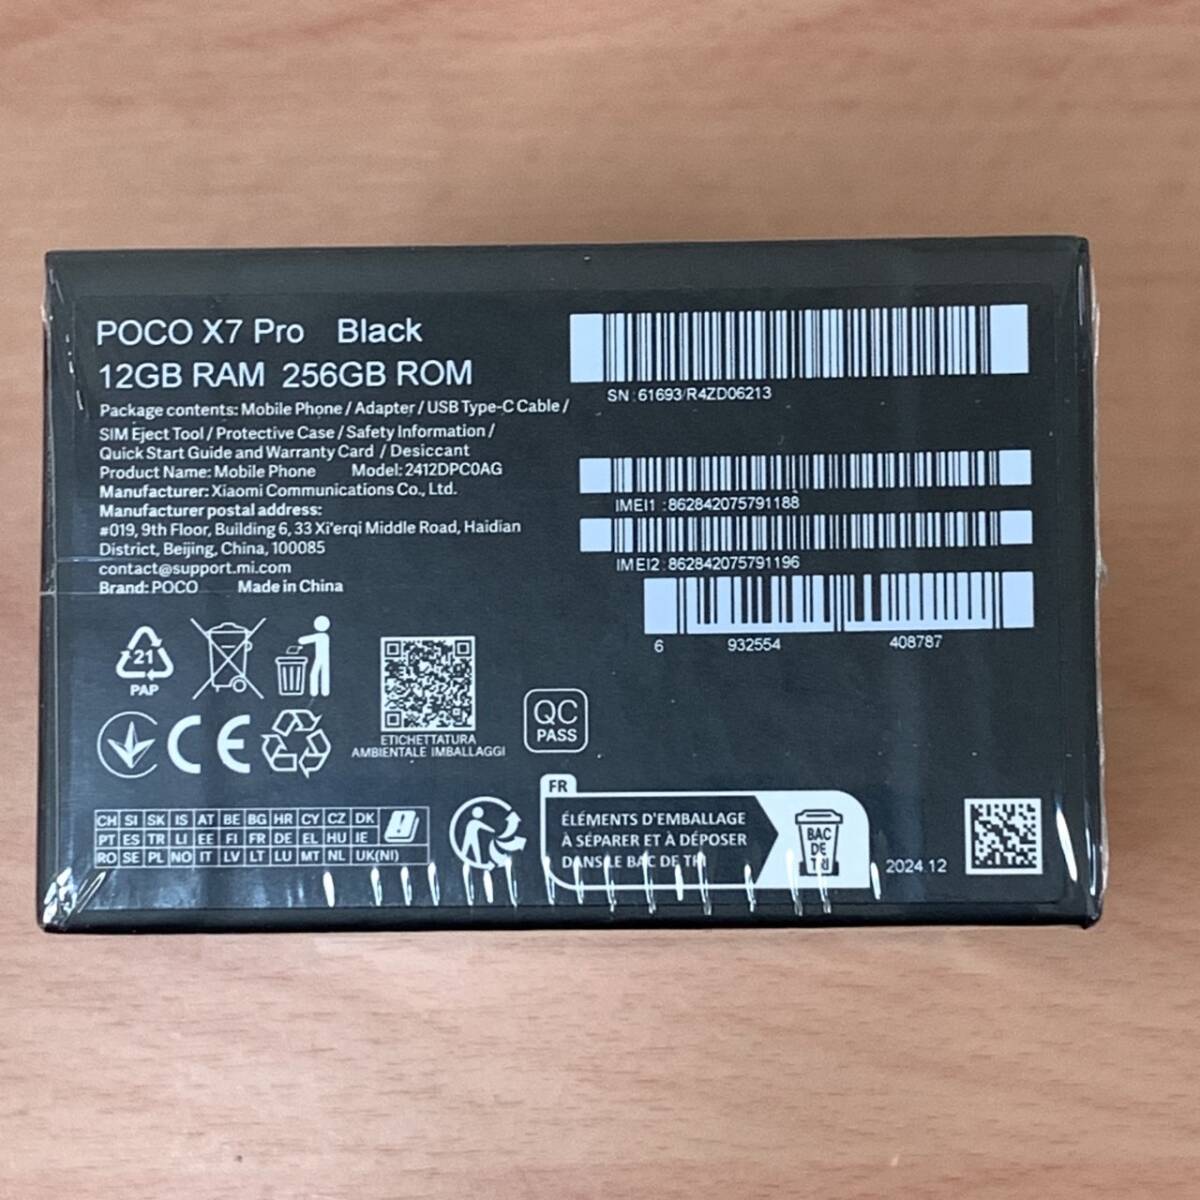 POCO X7 Pro Black
12GB RAM 256GB ROM
Package contents: Mobile Phone / Adapter / USB Type-C Cable /
SIM Eject Tool / Protective Case / Safety Information /
Quick Start Guide and Warranty Card / Desiccant
Product Name: Mobile Phone Model: 2412DPC0AG
Manufacturer: Xiaomi Communications Co., Ltd.
Manufacturer postal address:
#019, 9th Floor, Building 6, 33 Xi'erqi Middle Road, Haidian
District, Beijing, China, 100085
contact@support.mi.com
Brand: POCO Made in China
SN:61693/R4ZD06213
IMEI1 :862842075791188
IMEI2:862842075791196
6 932554 408787
21
PAP
CE
ETICHETTATURA
AMBIENTALE IMBALLAGGI
QC
PASS
CH SI SK IS AT BE BG HR CY CZ DK
PT ES TR LI EE FI FR DE EL HU IE
RO SE PL NO IT LV LT LU MT NL UK(NI)
FR
ÉLÉMENTS D'EMBALLAGE
À SÉPARER ET À DÉPOSER
DANS LE BAC DE TRI
BAC
DE
TRI
2024.12